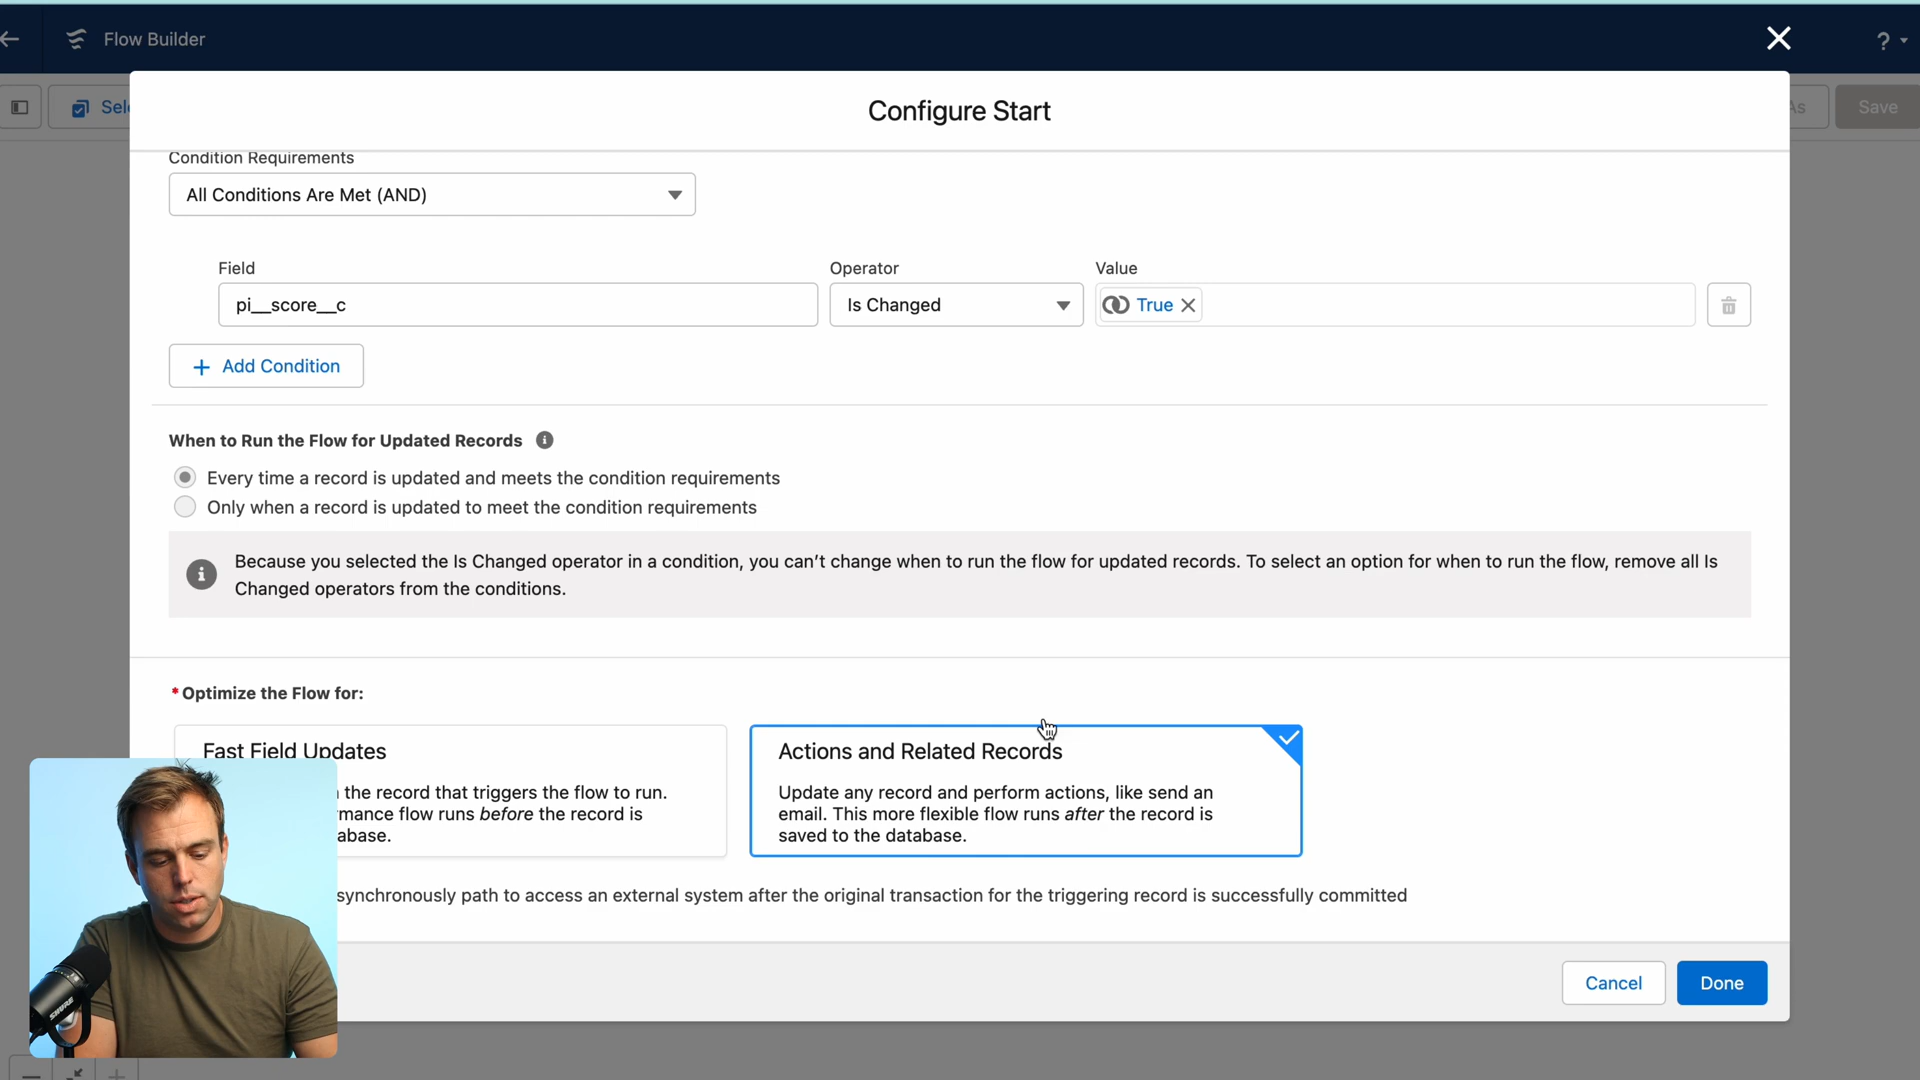 Flow Builder
?
Sele
As
Save
Configure Start
Condition Requirements
All Conditions Are Met (AND)
Field
Operator
Value
pi__score__c
Is Changed
True
+ Add Condition
When to Run the Flow for Updated Records
Every time a record is updated and meets the condition requirements
Only when a record is updated to meet the condition requirements
Because you selected the Is Changed operator in a condition, you can't change when to run the flow for updated records. To select an option for when to run the flow, remove all Is
Changed operators from the conditions.
* Optimize the Flow for:
Fast Field Updates
the record that triggers the flow to run.
mance flow runs before the record is
abase.
Actions and Related Records
Update any record and perform actions, like send an
email. This more flexible flow runs after the record is
saved to the database.
synchronously path to access an external system after the original transaction for the triggering record is successfully committed
Cancel
Done
SHURE